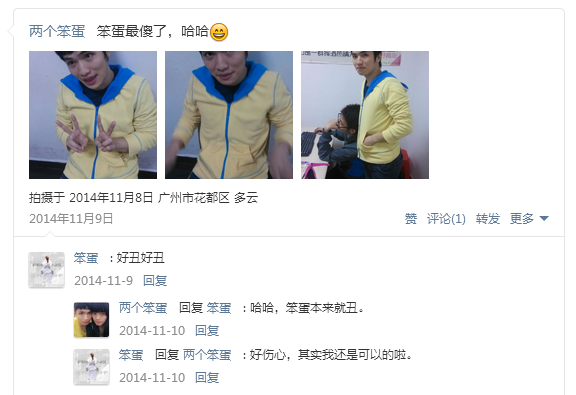 两个笨蛋 笨蛋最傻了，哈哈😄
拍摄于 2014年11月8日 广州市花都区 多云
2014年11月9日 赞 评论(1) 转发 更多
笨蛋 : 好丑好丑
2014-11-9 回复
两个笨蛋 回复 笨蛋 : 哈哈，笨蛋本来就丑。
2014-11-10 回复
笨蛋 回复 两个笨蛋 : 好伤心，其实我还是可以的啦。
2014-11-10 回复